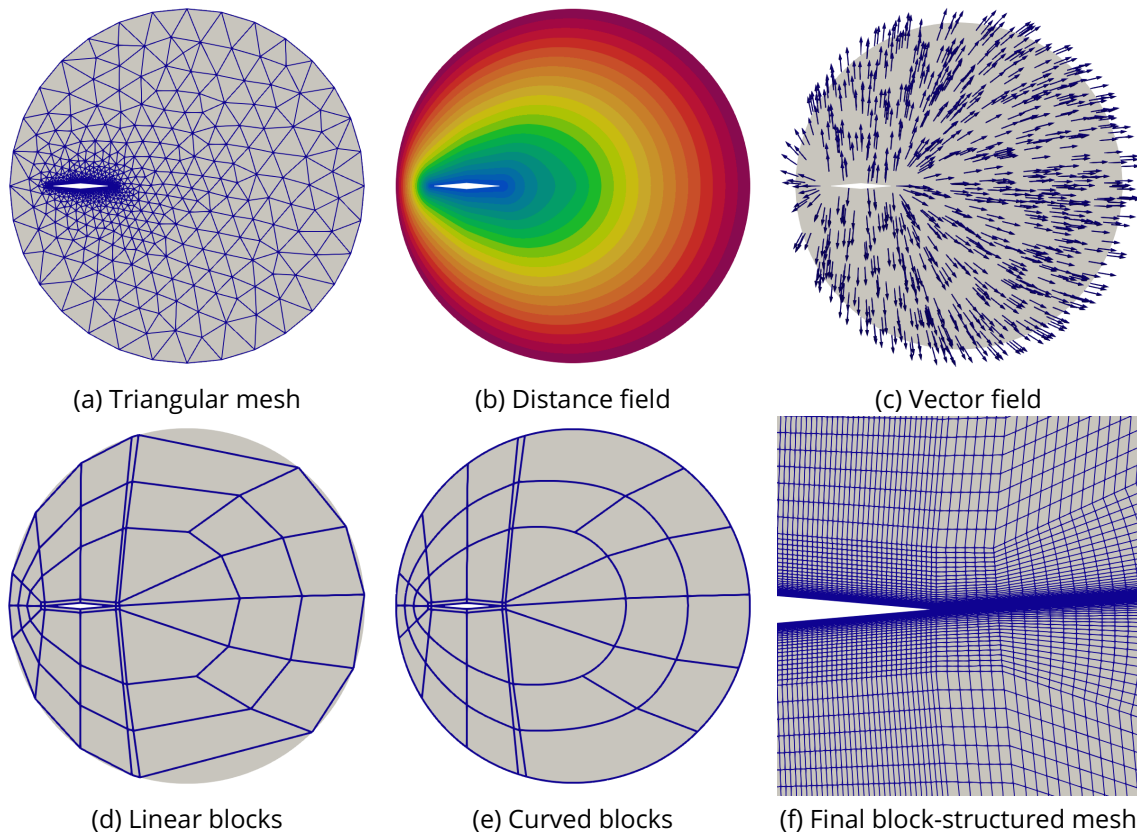 (a) Triangular mesh
(b) Distance field
(c) Vector field
(d) Linear blocks
(e) Curved blocks
(f) Final block-structured mesh